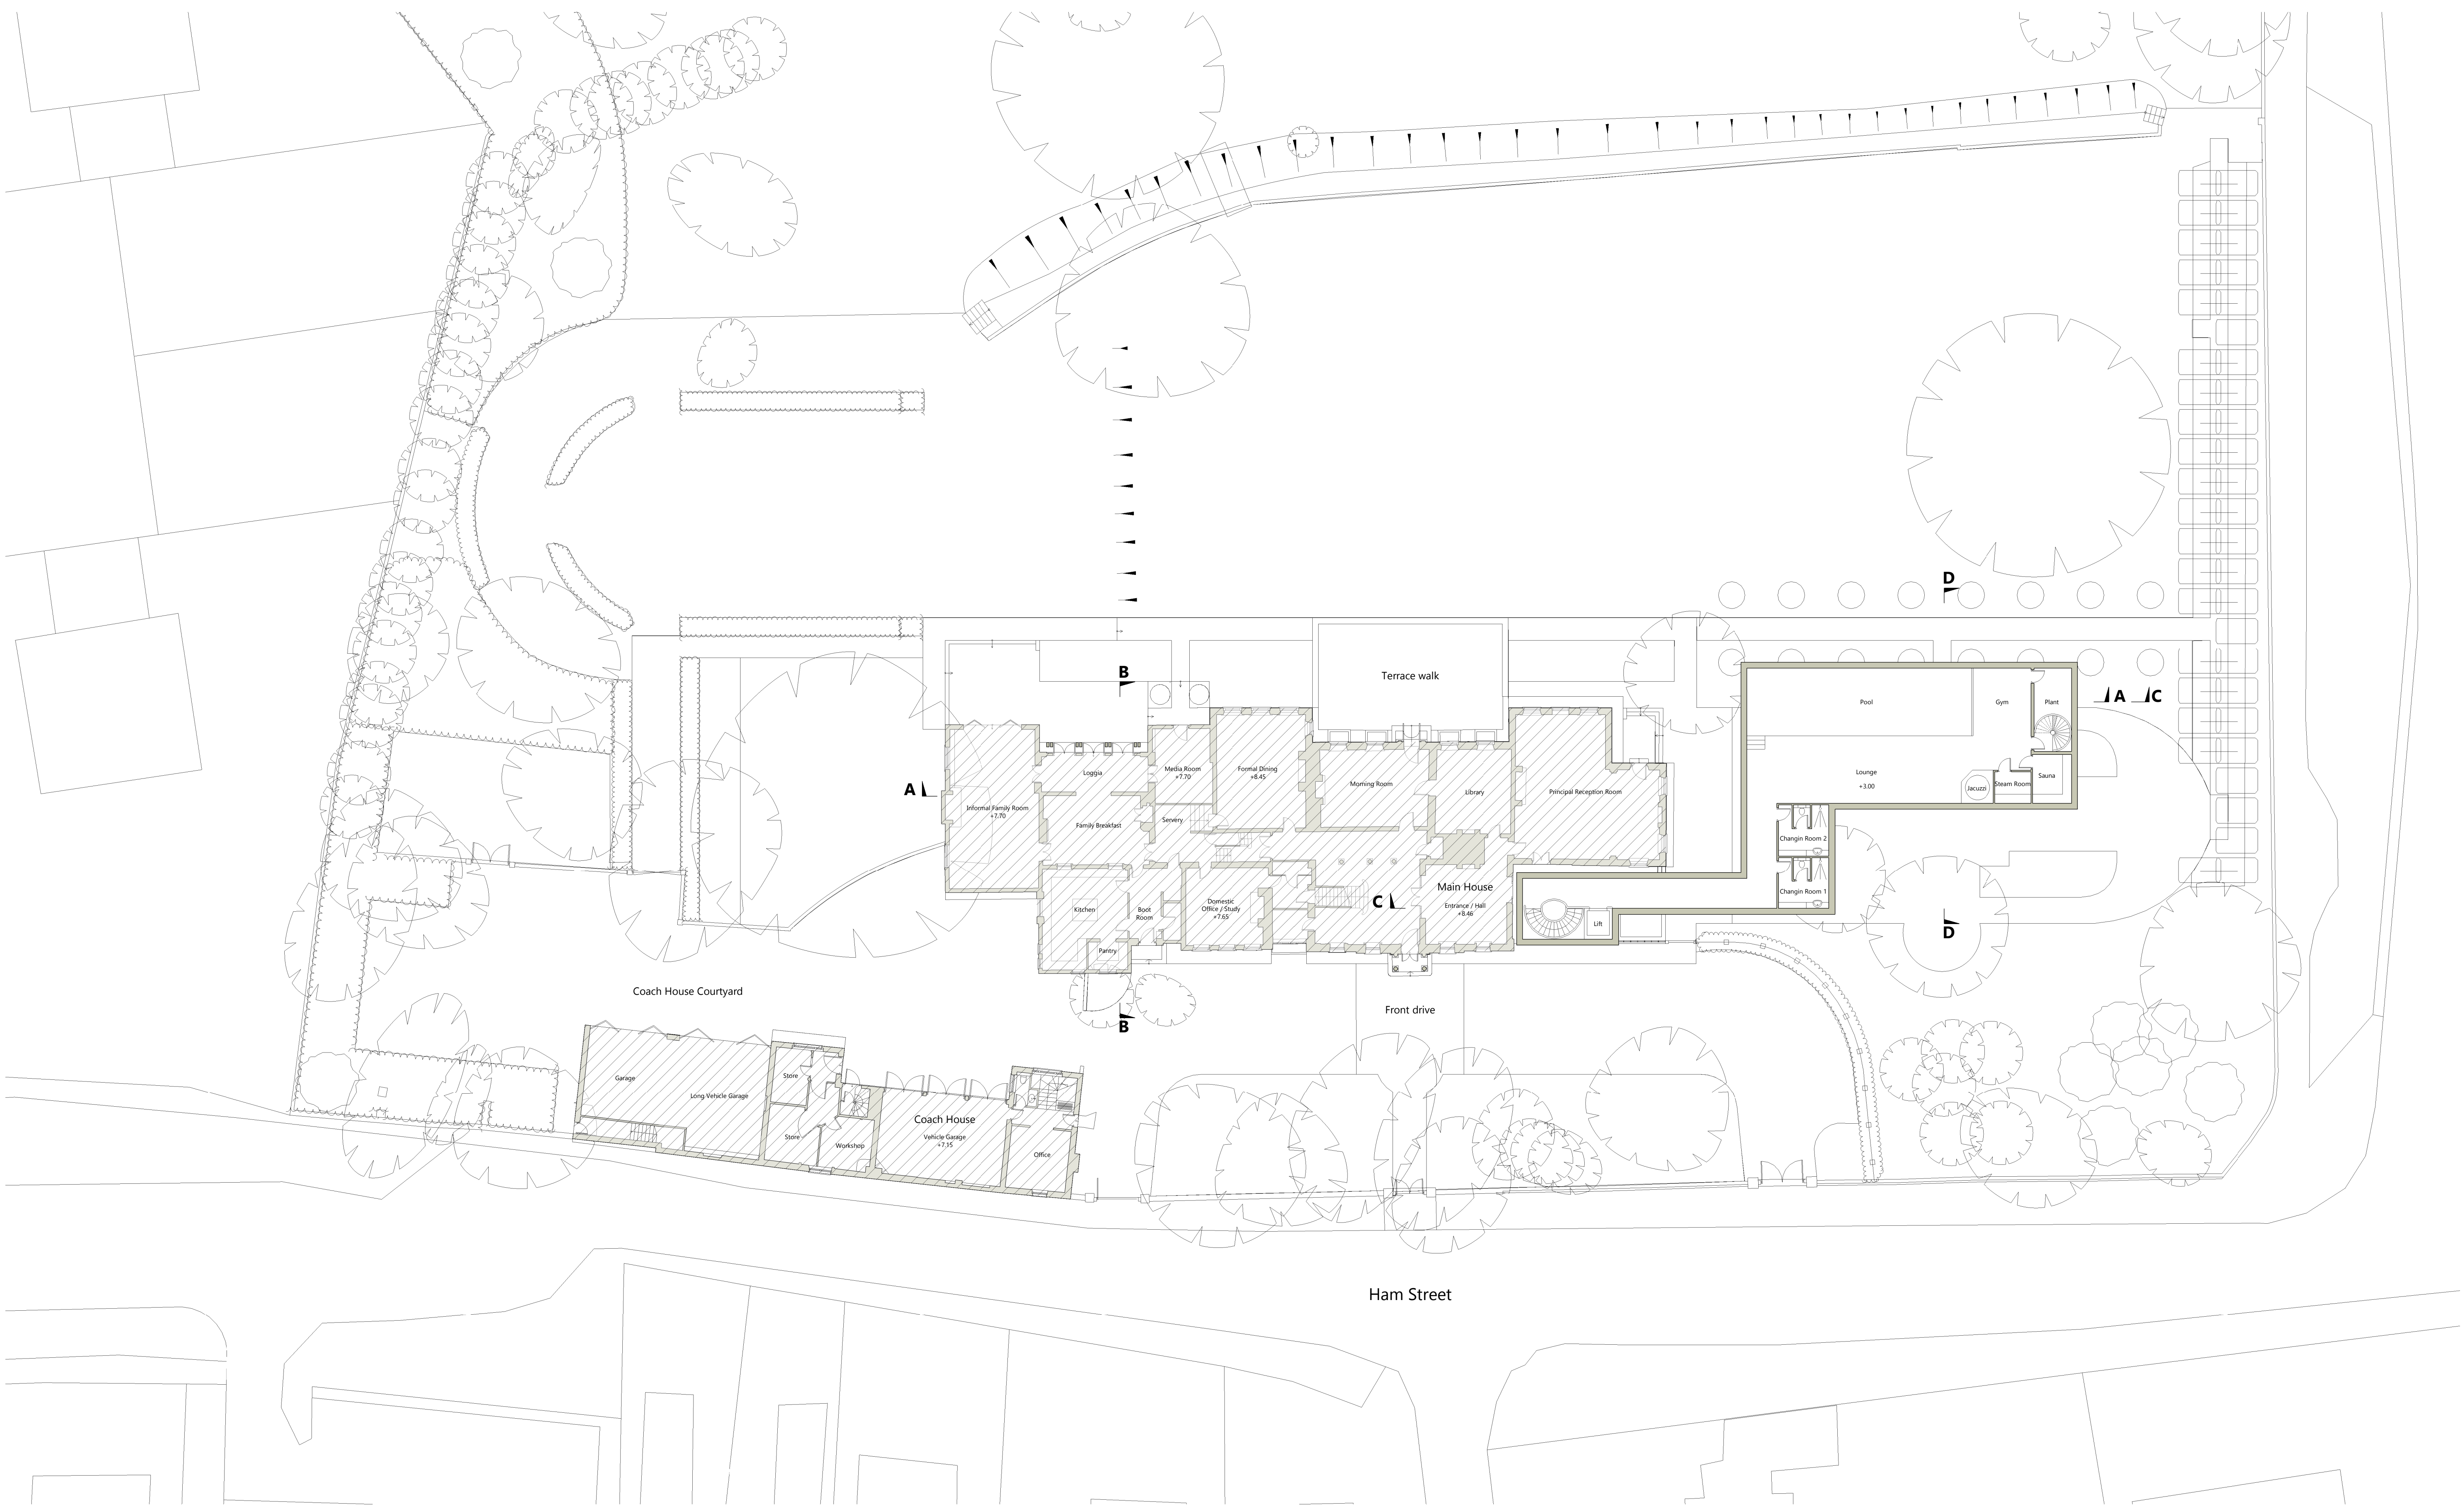 D
B
Terrace walk
A
C
Pool
Gym
Plant
Loggia
Media Room
+7.70
Formal Dining
+8.45
Morning Room
Library
Principal Reception Room
Lounge
+3.00
Jacuzzi
Steam Room
Sauna
A
Informal Family Room
+7.70
Family Breakfast
Servery
Changin Room 2
Changin Room 1
Kitchen
Boot
Room
Domestic
Office / Study
+7.65
C
Main House
Entrance / Hall
+8.46
Lift
D
Pantry
Coach House Courtyard
B
Front drive
Garage
Long Vehicle Garage
Store
Store
Workshop
Coach House
Vehicle Garage
+7.15
Office
Ham Street